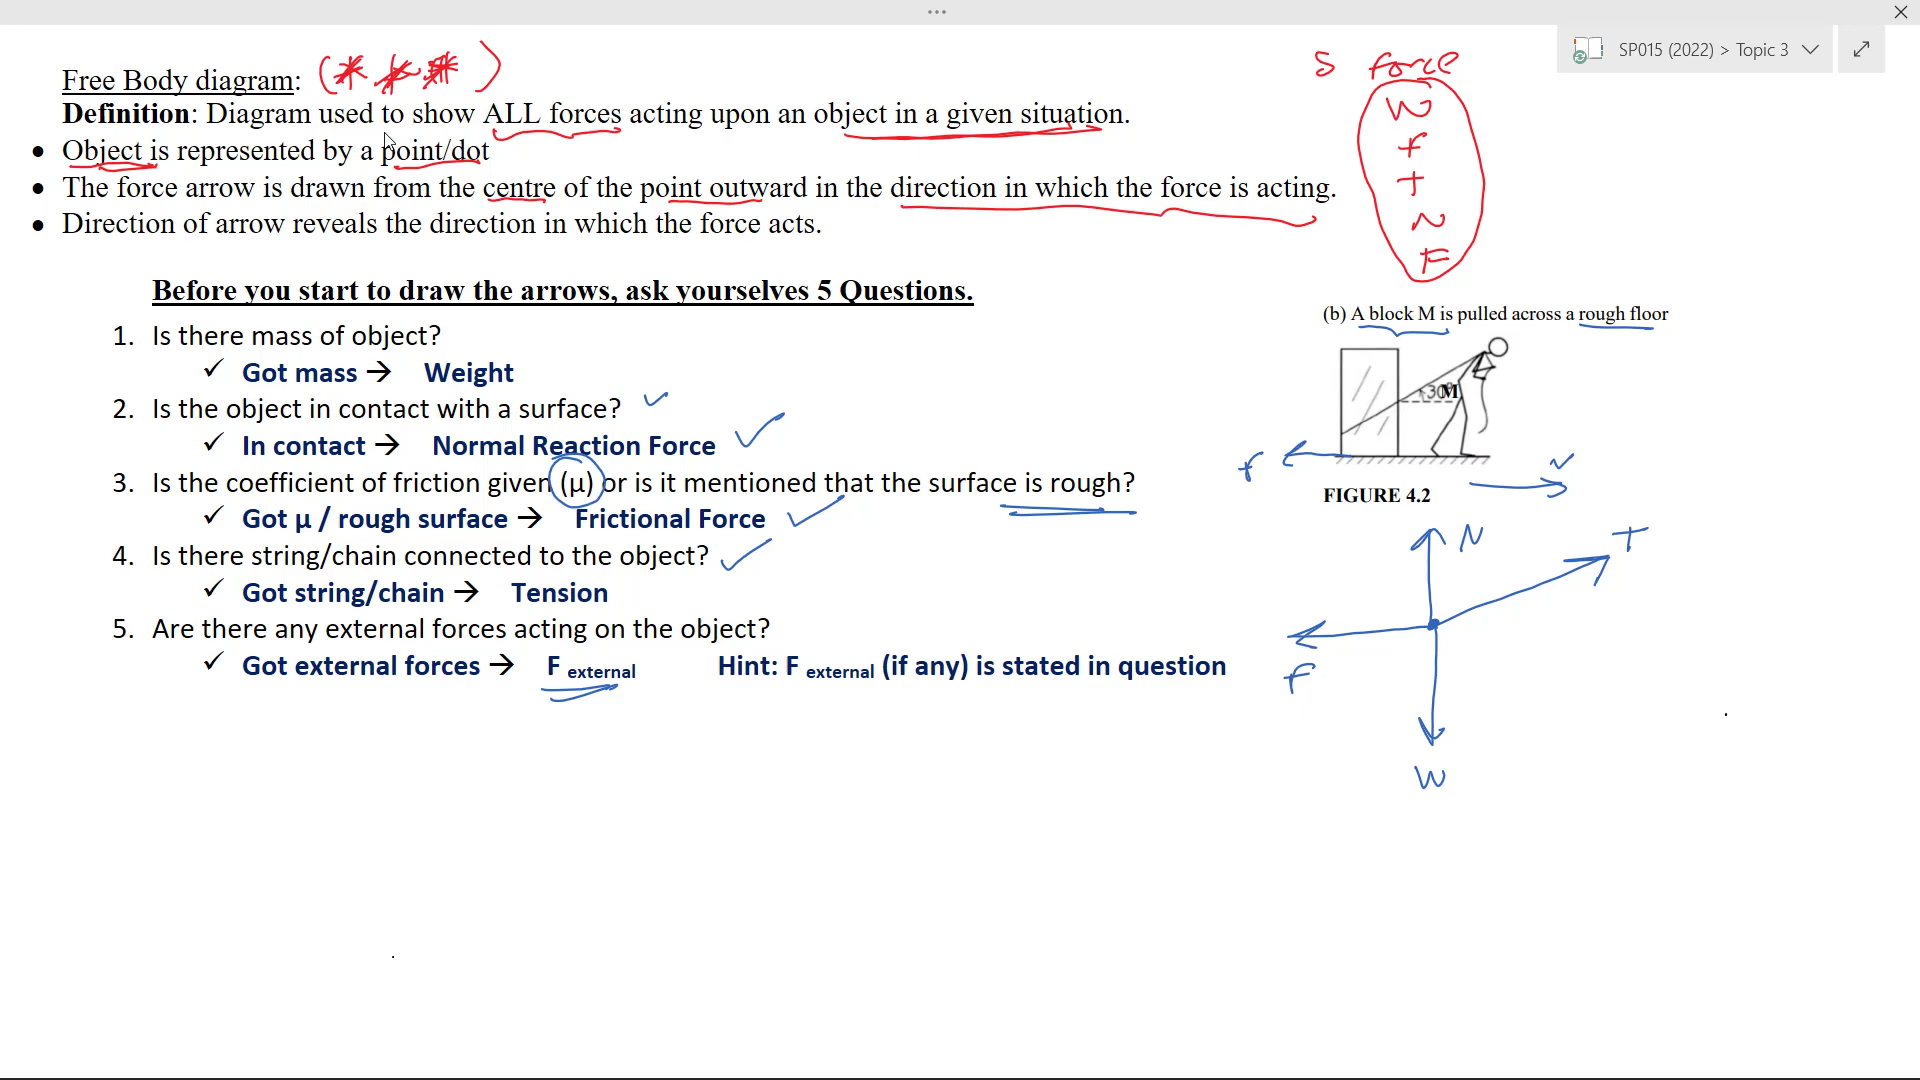 SP015 (2022) > Topic 3
Free Body diagram: (***)
Definition: Diagram used to show ALL forces acting upon an object in a given situation.
• Object is represented by a point/dot
• The force arrow is drawn from the centre of the point outward in the direction in which the force is acting.
• Direction of arrow reveals the direction in which the force acts.
5 force
W
f
T
N
F
Before you start to draw the arrows, ask yourselves 5 Questions.
1. Is there mass of object?
✓ Got mass → Weight
2. Is the object in contact with a surface?
✓ In contact → Normal Reaction Force
3. Is the coefficient of friction given (μ) or is it mentioned that the surface is rough?
✓ Got μ / rough surface → Frictional Force
4. Is there string/chain connected to the object?
✓ Got string/chain → Tension
5. Are there any external forces acting on the object?
✓ Got external forces → F external Hint: F external (if any) is stated in question
(b) A block M is pulled across a rough floor
30°
M
f
v
FIGURE 4.2
N
T
f
W